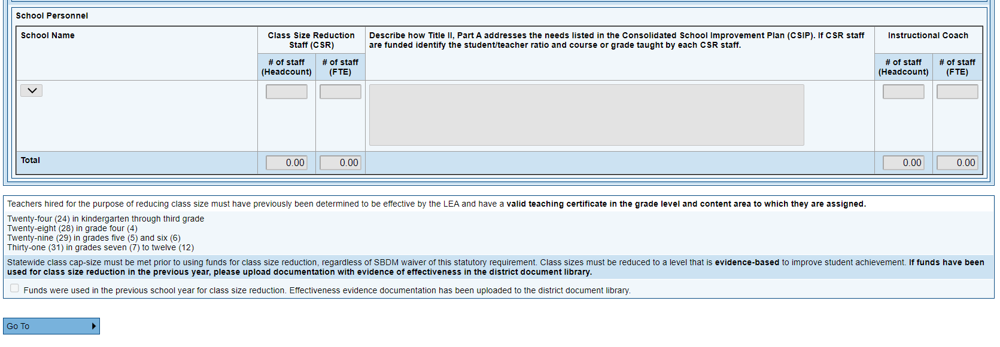 School Personnel
School Name
Class Size Reduction
Staff (CSR)
Describe how Title II, Part A addresses the needs listed in the Consolidated School Improvement Plan (CSIP). If CSR staff
are funded identify the student/teacher ratio and course or grade taught by each CSR staff.
Instructional Coach
# of staff
(Headcount)
# of staff
(FTE)
# of staff
(Headcount)
# of staff
(FTE)
Total
0.00
0.00
0.00
0.00
Teachers hired for the purpose of reducing class size must have previously been determined to be effective by the LEA and have a valid teaching certificate in the grade level and content area to which they are assigned.
Twenty-four (24) in kindergarten through third grade
Twenty-eight (28) in grade four (4)
Twenty-nine (29) in grades five (5) and six (6)
Thirty-one (31) in grades seven (7) to twelve (12)
Statewide class cap-size must be met prior to using funds for class size reduction, regardless of SBDM waiver of this statutory requirement. Class sizes must be reduced to a level that is evidence-based to improve student achievement. If funds have been
used for class size reduction in the previous year, please upload documentation with evidence of effectiveness in the district document library.
Funds were used in the previous school year for class size reduction. Effectiveness evidence documentation has been uploaded to the district document library.
Go To